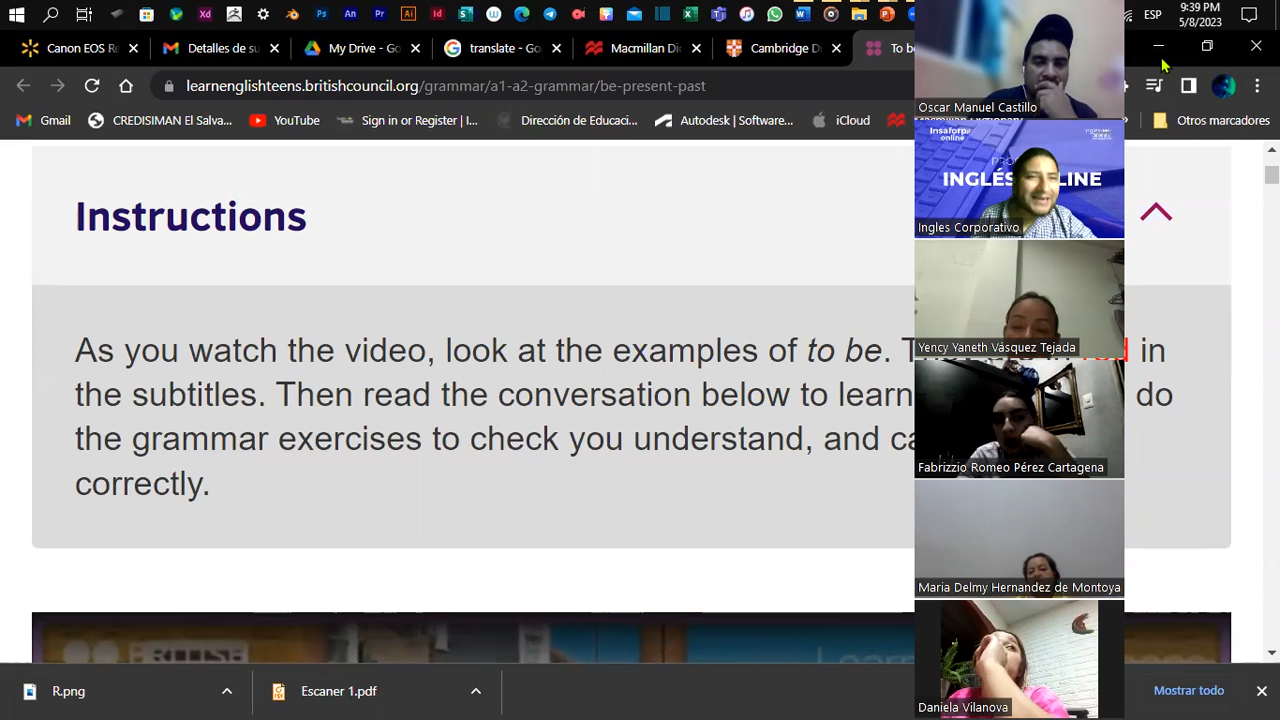 9:39 PM
ESP
5/8/2023
Canon EOS Re
Detalles de su
My Drive - Go
translate - Go
Macmillan Dic
Cambridge D
To be
learnenglishteens.britishcouncil.org/grammar/a1-a2-grammar/be-present-past
Gmail
CREDISIMAN El Salva...
YouTube
Sign in or Register | I...
Dirección de Educaci...
Autodesk | Software...
iCloud
Otros marcadores
Instructions
As you watch the video, look at the examples of to be. in
the subtitles. Then read the conversation below to learn do
the grammar exercises to check you understand, and ca
correctly.
Oscar Manuel Castillo
Insaforp
online
INGLÉS ONLINE
Ingles Corporativo
Yency Yaneth Vásquez Tejada
Fabrizzio Romeo Pérez Cartagena
Maria Delmy Hernandez de Montoya
Daniela Vilanova
R.png
Escaner 1.pdf
Mostrar todo